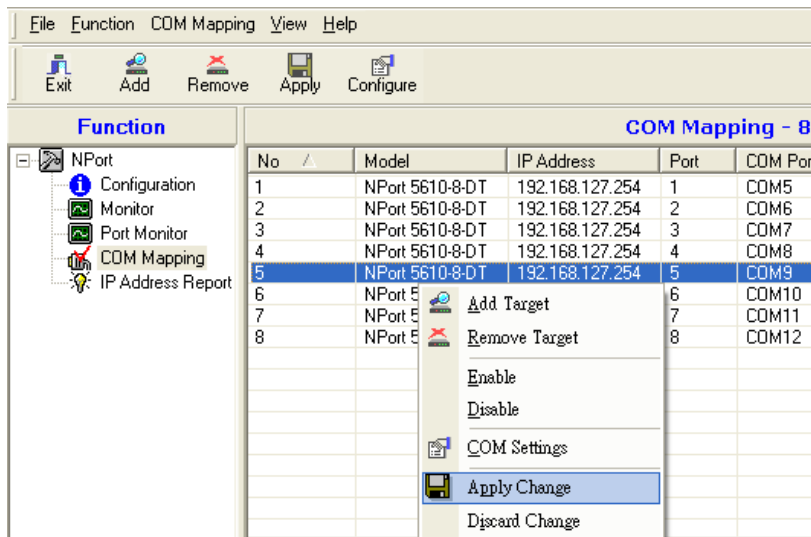 File Function COM Mapping View Help
Exit Add Remove Apply Configure
Function
COM Mapping - 8
NPort
Configuration
Monitor
Port Monitor
COM Mapping
IP Address Report
No Model IP Address Port COM Por
1 NPort 5610-8-DT 192.168.127.254 1 COM5
2 NPort 5610-8-DT 192.168.127.254 2 COM6
3 NPort 5610-8-DT 192.168.127.254 3 COM7
4 NPort 5610-8-DT 192.168.127.254 4 COM8
5 NPort 5610-8-DT 192.168.127.254 5 COM9
6 NPort 5 6 COM10
7 NPort 5 7 COM11
8 NPort 5 8 COM12
Add Target
Remove Target
Enable
Disable
COM Settings
Apply Change
Discard Change